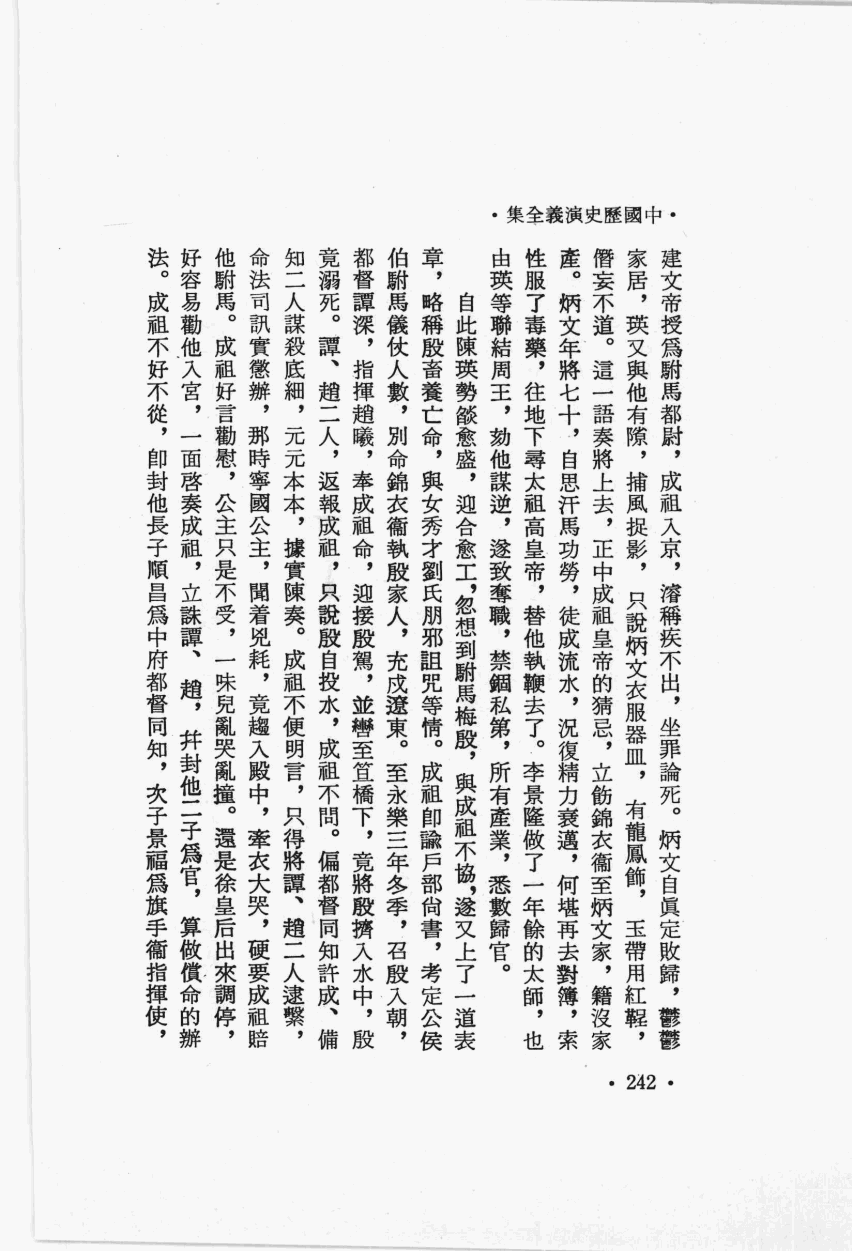 •中國歷史演義全集•
建文帝授爲駙馬都尉，成祖入京，濬稱疾不出，坐罪論死。炳文自眞定敗歸，鬱鬱
家居，瑛又與他有隙，捕風捉影，只說炳文衣服器皿，有龍鳳飾，玉帶用紅鞓，
僭妄不道。這一語奏將上去，正中成祖皇帝的猜忌，立飭錦衣衞至炳文家，籍沒家
產。炳文年將七十，自思汗馬功勞，徒成流水，況復精力衰邁，何堪再去對簿，索
性服了毒藥，往地下尋太祖高皇帝，替他執鞭去了。李景隆做了一年餘的太師，也
由瑛等聯結周王，劾他謀逆，遂致奪職，禁錮私第，所有產業，悉數歸官。
自此陳瑛勢燄愈盛，迎合愈工，忽想到駙馬梅殷，與成祖不協，遂又上了一道表
章，略稱殷畜養亡命，與女秀才劉氏朋邪詛咒等情。成祖卽諭戶部尙書，考定公侯
伯駙馬儀仗人數，別命錦衣衞執殷家人，充戍遼東。至永樂三年冬季，召殷入朝，
都督譚深，指揮趙曦，奉成祖命，迎接殷駕，並轡至笪橋下，竟將殷擠入水中，殷
竟溺死。譚、趙二人，返報成祖，只說殷自投水，成祖不問。偏都督同知許成、備
知二人謀殺底細，元元本本，據實陳奏。成祖不便明言，只得將譚、趙二人逮繫，
命法司訊實懲辦，那時寧國公主，聞着兇耗，竟趨入殿中，牽衣大哭，硬要成祖賠
他駙馬。成祖好言勸慰，公主只是不受，一味兒亂哭亂撞。還是徐皇后出來調停，
好容易勸他入宮，一面啓奏成祖，立誅譚、趙，幷封他二子爲官，算做償命的辦
法。成祖不好不從，卽封他長子順昌爲中府都督同知，次子景福爲旗手衞指揮使，
•242•